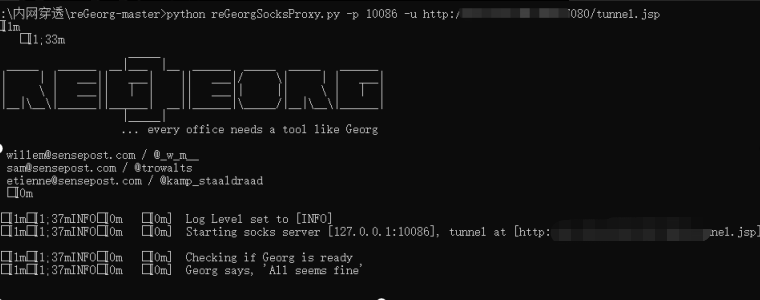 :\内网穿透\reGeorg-master>python reGeorgSocksProxy.py -p 10086 -u http:/ 080/tunnel.jsp
[1m
[1;33m
... every office needs a tool like Georg
willem@sensepost.com / @_w_m__
sam@sensepost.com / @trowalts
etienne@sensepost.com / @kamp_staaldraad
[0m
[1m[1;37mINFO[0m [0m] Log Level set to [INFO]
[1m[1;37mINFO[0m [0m] Starting socks server [127.0.0.1:10086], tunnel at [http: nel.jsp]
[1m[1;37mINFO[0m [0m] Checking if Georg is ready
[1m[1;37mINFO[0m [0m] Georg says, 'All seems fine'